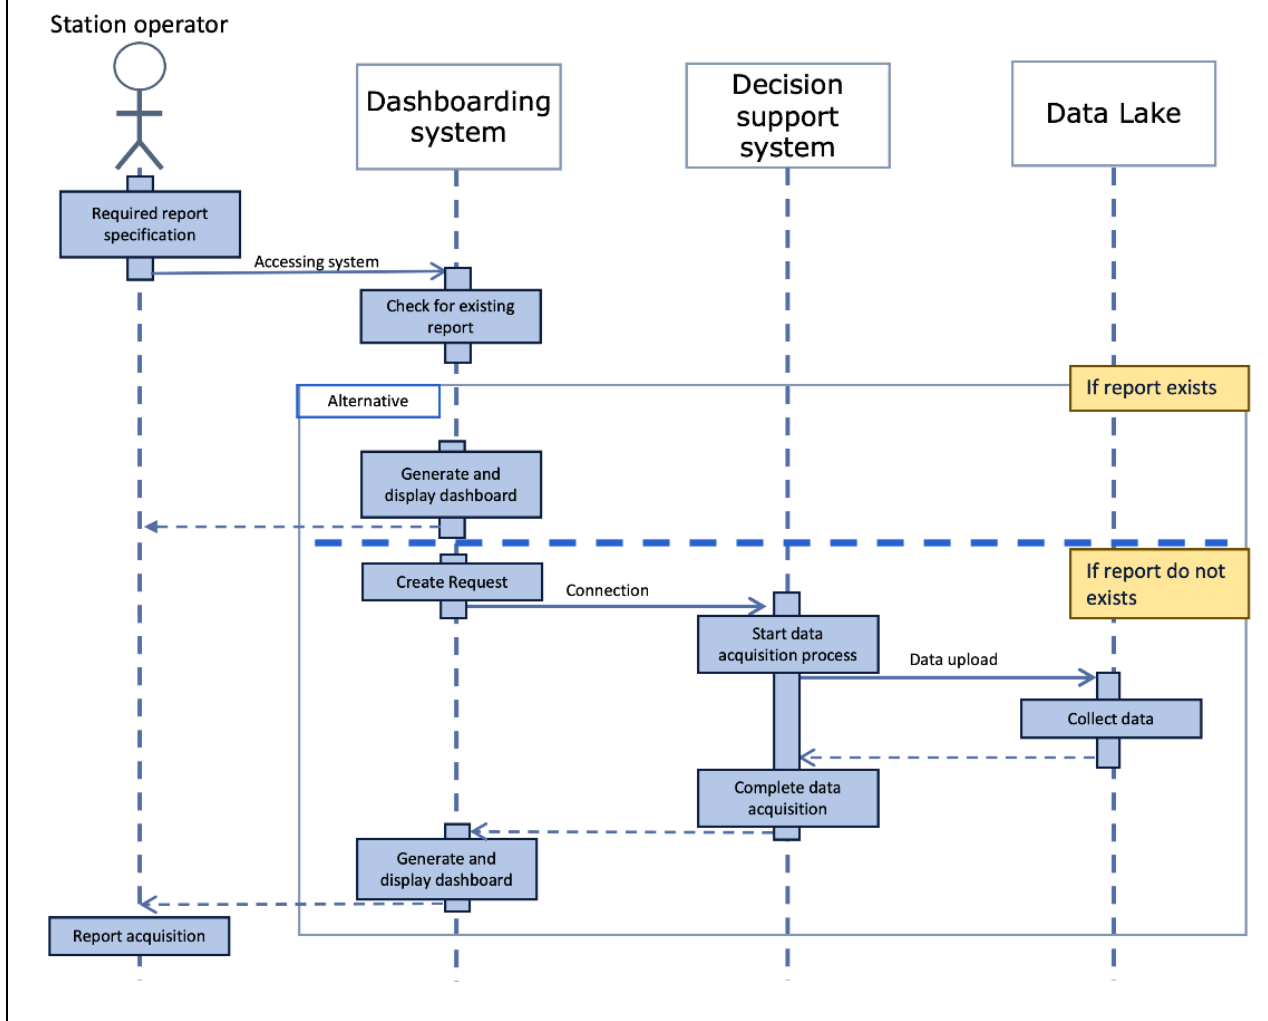 Station operator
Dashboarding
system
Decision
support
system
Data Lake
Required report
specification
Accessing system
Check for existing
report
If report exists
Alternative
Generate and
display dashboard
If report do not
exists
Create Request
Connection
Start data
acquisition process
Data upload
Collect data
Complete data
acquisition
Generate and
display dashboard
Report acquisition